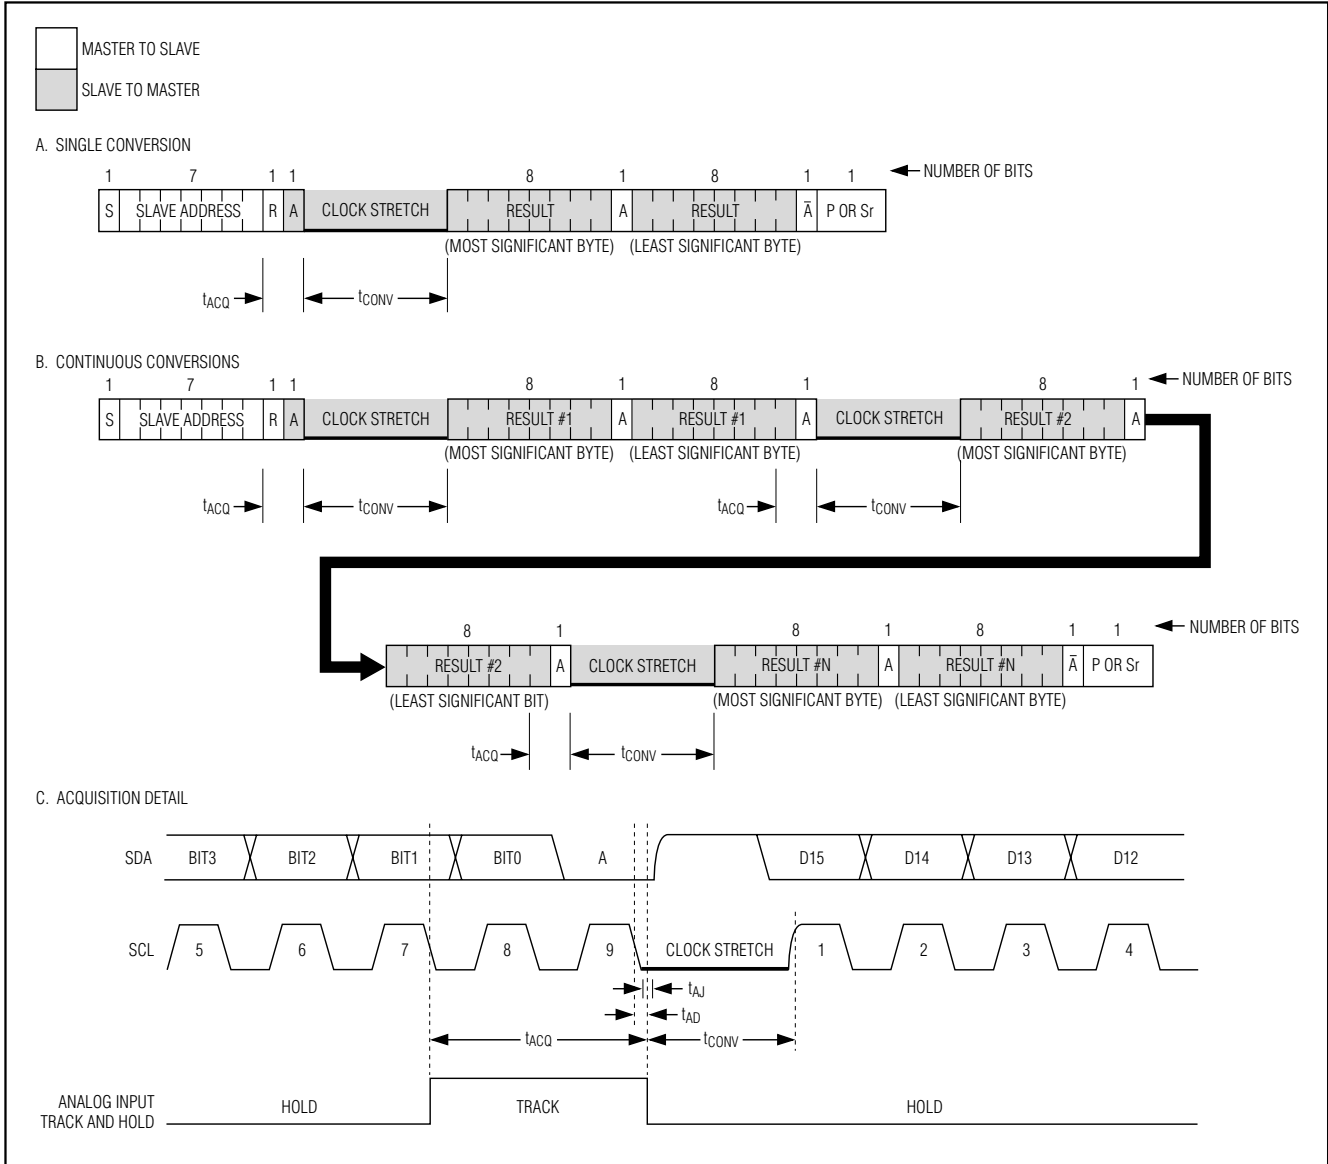 MASTER TO SLAVE
SLAVE TO MASTER
A. SINGLE CONVERSION
1 7 1 1 8 1 8 1 1 NUMBER OF BITS
S SLAVE ADDRESS R A CLOCK STRETCH RESULT A RESULT A̅ P OR Sr
(MOST SIGNIFICANT BYTE) (LEAST SIGNIFICANT BYTE)
tACQ tCONV
B. CONTINUOUS CONVERSIONS
1 7 1 1 8 1 8 1 8 1 NUMBER OF BITS
S SLAVE ADDRESS R A CLOCK STRETCH RESULT #1 A RESULT #1 A CLOCK STRETCH RESULT #2 A
(MOST SIGNIFICANT BYTE) (LEAST SIGNIFICANT BYTE) (MOST SIGNIFICANT BYTE)
tACQ tCONV tACQ tCONV
8 1 8 1 8 1 1 NUMBER OF BITS
RESULT #2 A CLOCK STRETCH RESULT #N A RESULT #N A̅ P OR Sr
(LEAST SIGNIFICANT BIT) (MOST SIGNIFICANT BYTE) (LEAST SIGNIFICANT BYTE)
tACQ tCONV
C. ACQUISITION DETAIL
SDA BIT3 BIT2 BIT1 BIT0 A D15 D14 D13 D12
SCL 5 6 7 8 9 CLOCK STRETCH 1 2 3 4
tAJ
tAD
tACQ tCONV
ANALOG INPUT
TRACK AND HOLD
HOLD TRACK HOLD